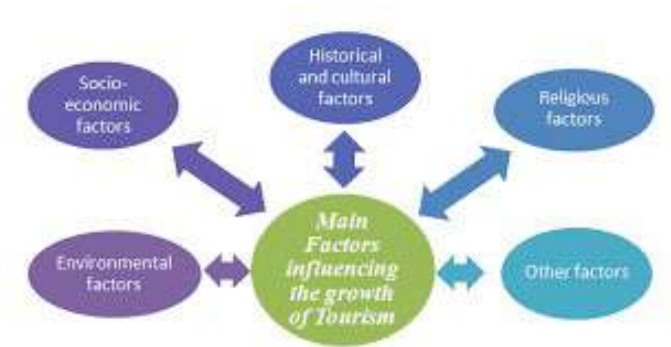 Historical
and cultural
factors
Socio-
economic
factors
Religious
factors
Main
Factors
influencing
the growth
of Tourism
Environmental
factors
Other factors